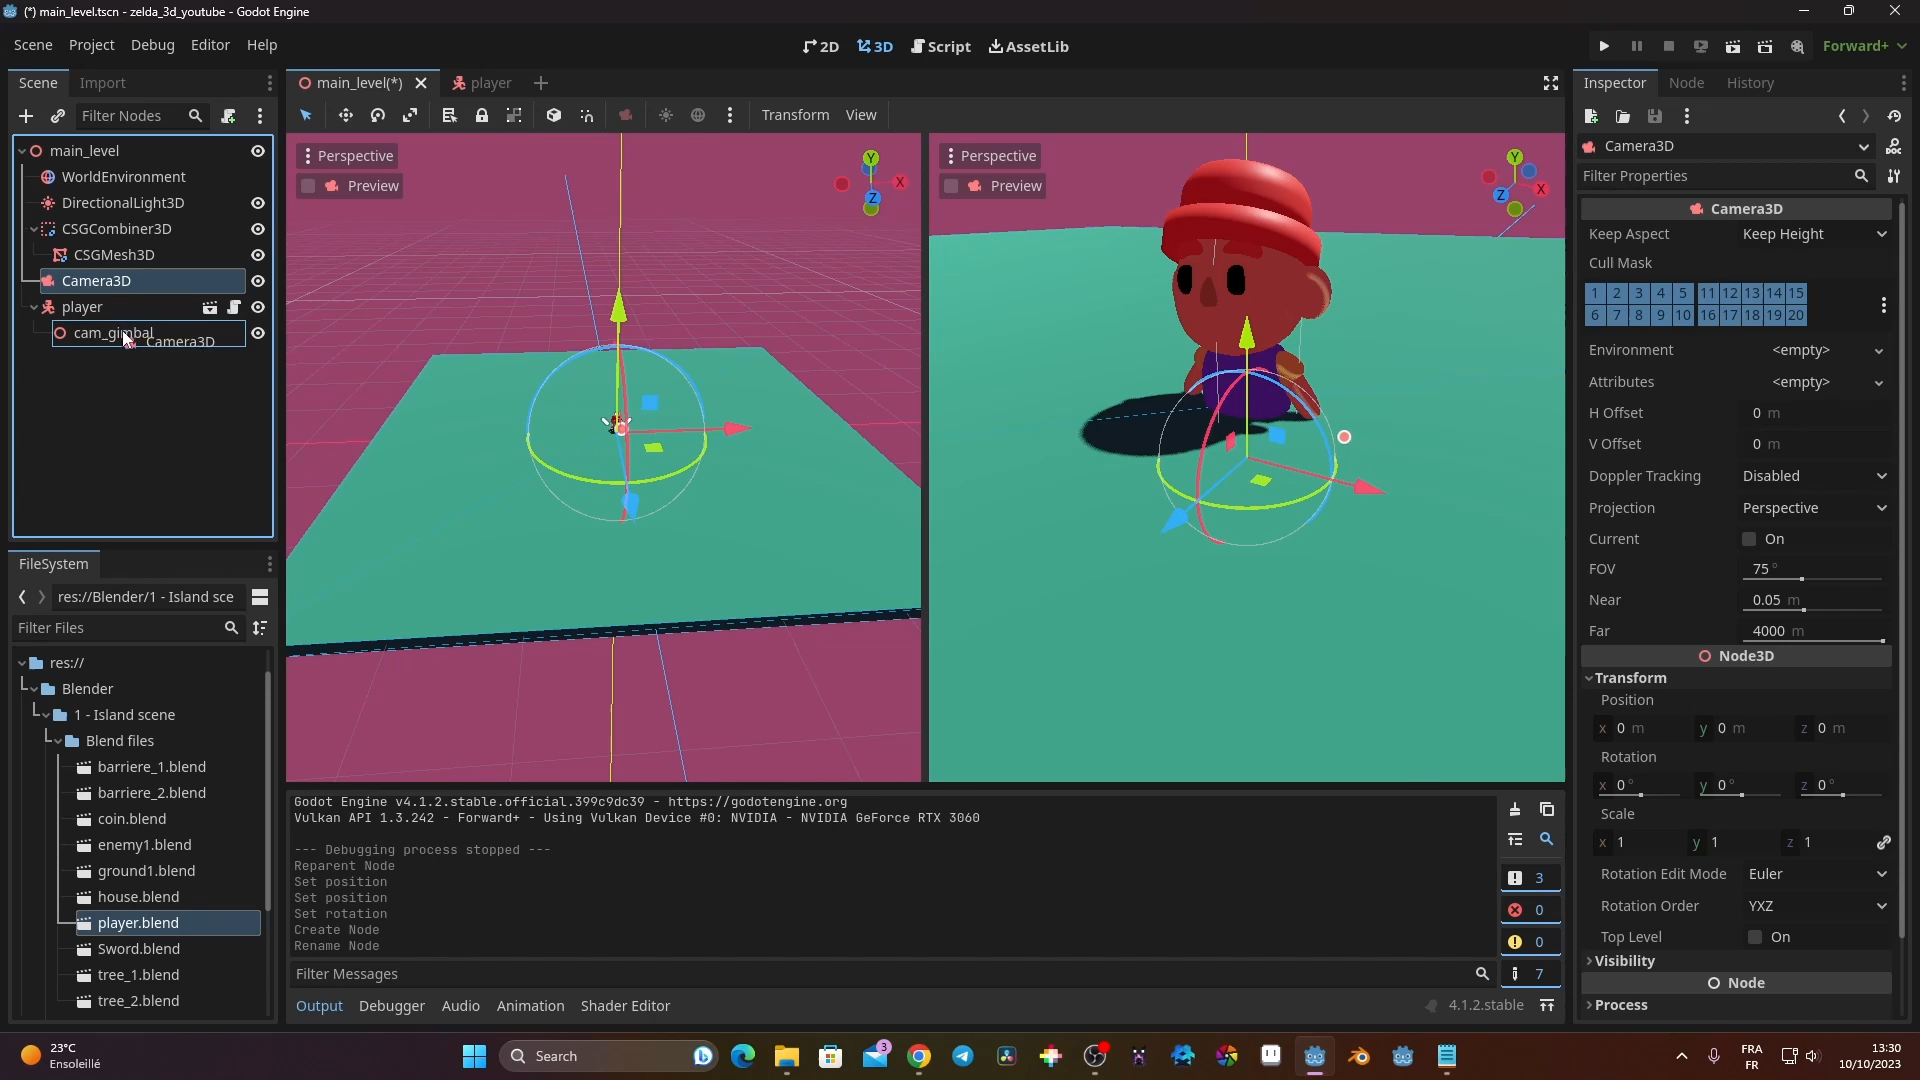 (*) main_level.tscn - zelda_3d_youtube - Godot Engine
Scene Project Debug Editor Help
2D 3D Script AssetLib
Forward+
Scene Import
main_level(*) player
Inspector Node History
Filter Nodes
Transform View
Camera3D
Filter Properties
main_level
WorldEnvironment
DirectionalLight3D
CSGCombiner3D
CSGMesh3D
Camera3D
player
cam_gimbal
Camera3D
Perspective
Preview
Y
X
Z
Perspective
Preview
Y
X
Z
Camera3D
Keep Aspect Keep Height
Cull Mask
1 2 3 4 5 11 12 13 14 15
6 7 8 9 10 16 17 18 19 20
Environment <empty>
Attributes <empty>
H Offset 0 m
V Offset 0 m
Doppler Tracking Disabled
Projection Perspective
Current On
FOV 75 °
Near 0.05 m
Far 4000 m
Node3D
Transform
Position
x 0 m y 0 m z 0 m
Rotation
x 0 ° y 0 ° z 0 °
Scale
x 1 y 1 z 1
Rotation Edit Mode Euler
Rotation Order YXZ
Top Level On
Visibility
Node
Process
FileSystem
res://Blender/1 - Island sce
Filter Files
res://
Blender
1 - Island scene
Blend files
barriere_1.blend
barriere_2.blend
coin.blend
enemy1.blend
ground1.blend
house.blend
player.blend
Sword.blend
tree_1.blend
tree_2.blend
Godot Engine v4.1.2.stable.official.399c9dc39 - https://godotengine.org
Vulkan API 1.3.242 - Forward+ - Using Vulkan Device #0: NVIDIA - NVIDIA GeForce RTX 3060
--- Debugging process stopped ---
Reparent Node
Set position
Set position
Set rotation
Create Node
Rename Node
3
0
0
7
Filter Messages
Output Debugger Audio Animation Shader Editor
4.1.2.stable
23°C
Ensoleillé
Search
3
FRA
FR
13:30
10/10/2023